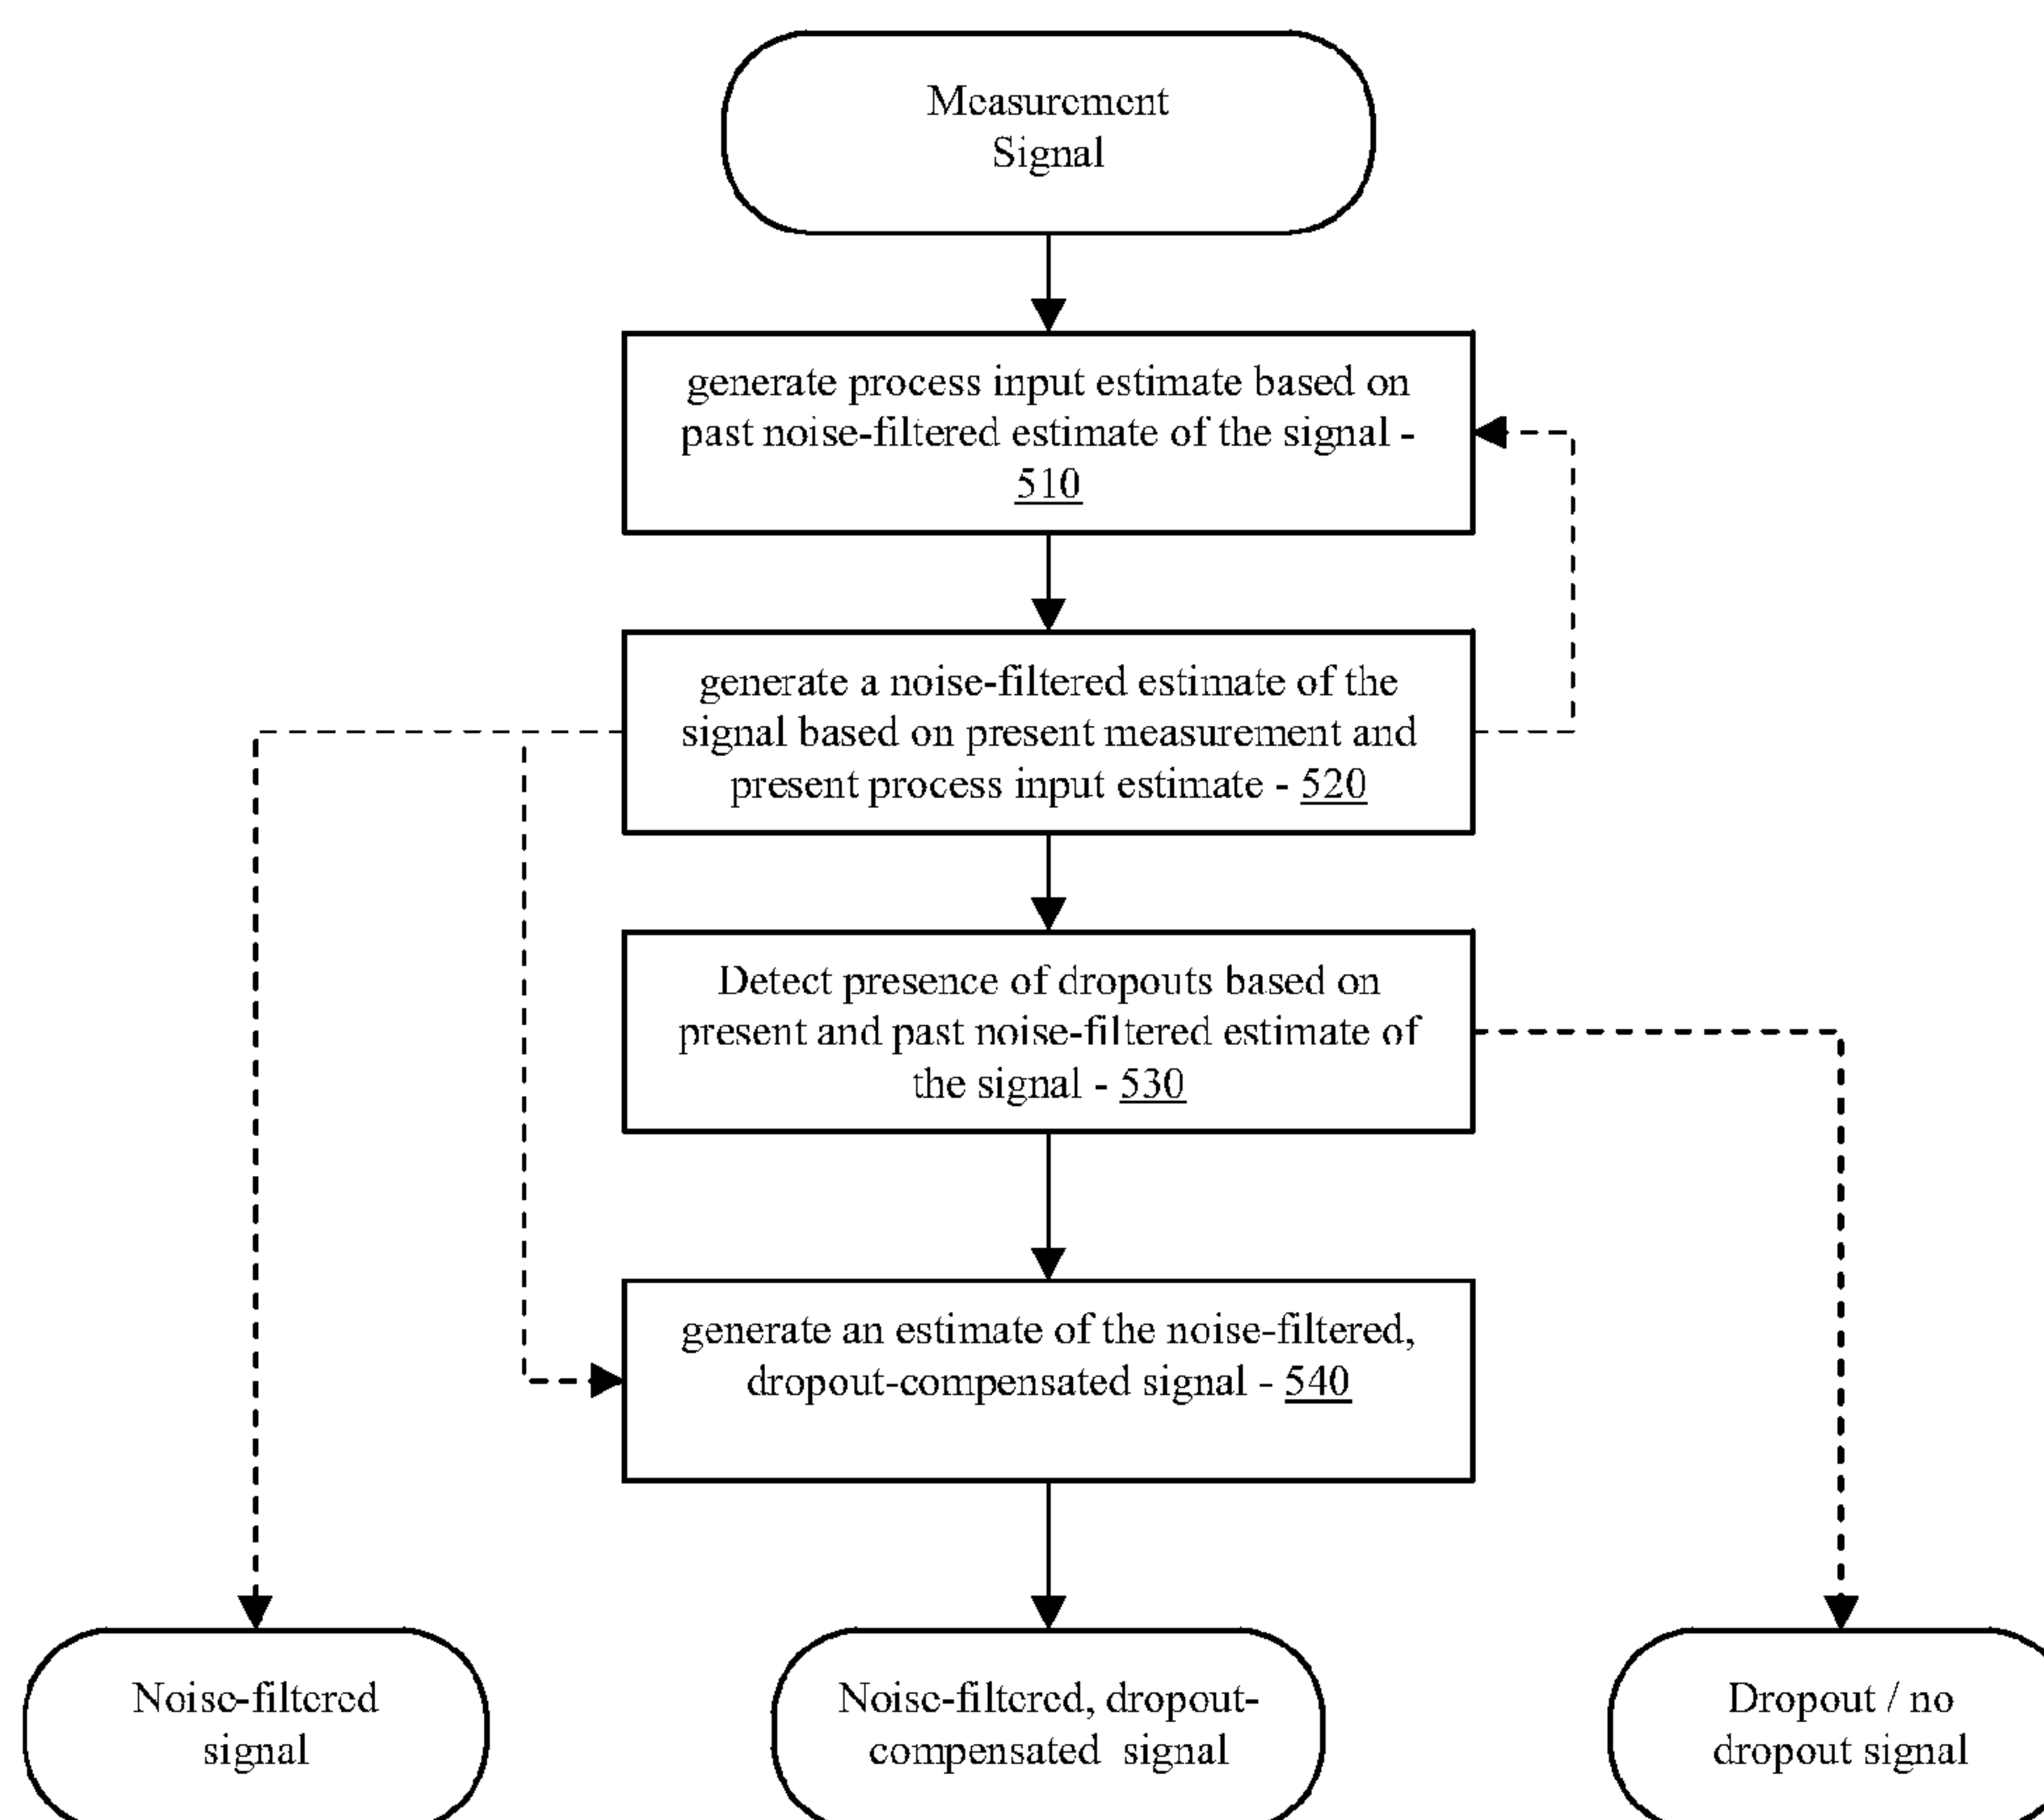 Measurement
Signal
generate process input estimate based on
past noise-filtered estimate of the signal -
510
generate a noise-filtered estimate of the
signal based on present measurement and
present process input estimate - 520
Detect presence of dropouts based on
present and past noise-filtered estimate of
the signal - 530
generate an estimate of the noise-filtered,
dropout-compensated signal - 540
Noise-filtered
signal
Noise-filtered, dropout-
compensated signal
Dropout / no
dropout signal